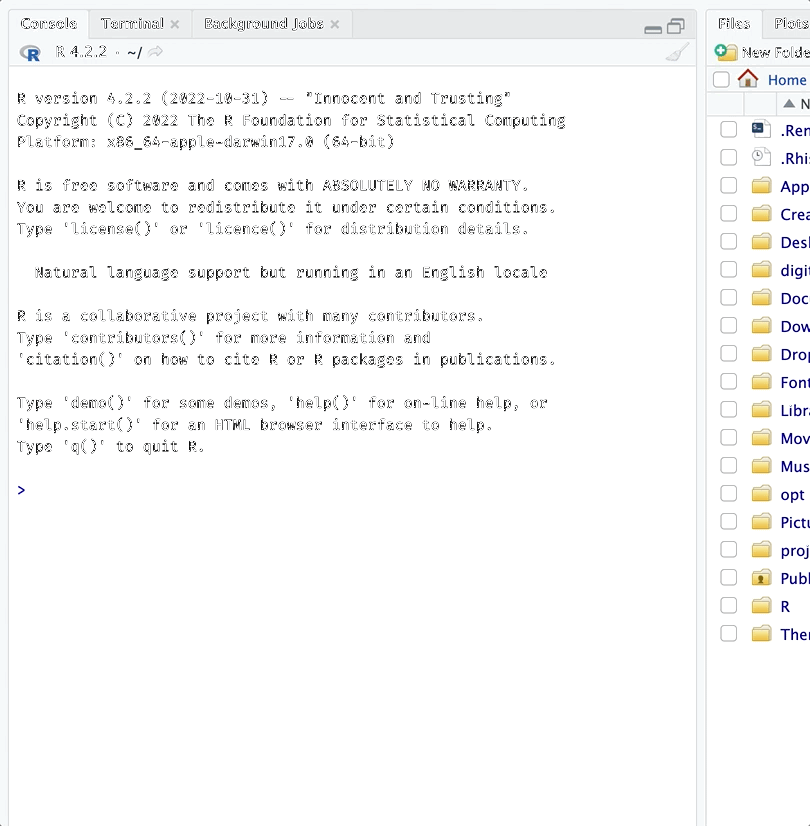 Console Terminal Background Jobs
R 4.2.2 · ~/
R version 4.2.2 (2022-10-31) -- "Innocent and Trusting"
Copyright (C) 2022 The R Foundation for Statistical Computing
Platform: x86_64-apple-darwin17.0 (64-bit)
R is free software and comes with ABSOLUTELY NO WARRANTY.
You are welcome to redistribute it under certain conditions.
Type 'license()' or 'licence()' for distribution details.
Natural language support but running in an English locale
R is a collaborative project with many contributors.
Type 'contributors()' for more information and
'citation()' on how to cite R or R packages in publications.
Type 'demo()' for some demos, 'help()' for on-line help, or
'help.start()' for an HTML browser interface to help.
Type 'q()' to quit R.
>
Files Plots
New Folde
Home
N
.Ren
.Rhis
App
Crea
Desk
digit
Doc
Dow
Drop
Font
Libra
Mov
Mus
opt
Pictu
proj
Publ
R
Ther